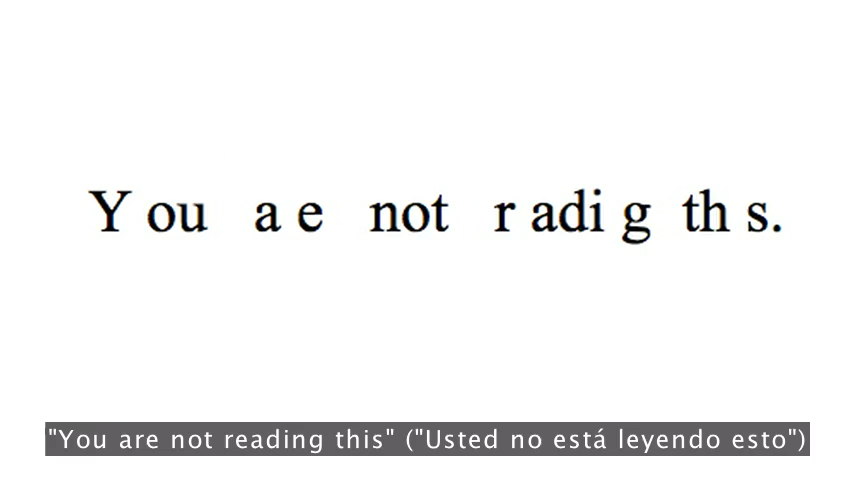 Y ou a e not r adi g th s.
"You are not reading this" ("Usted no está leyendo esto")